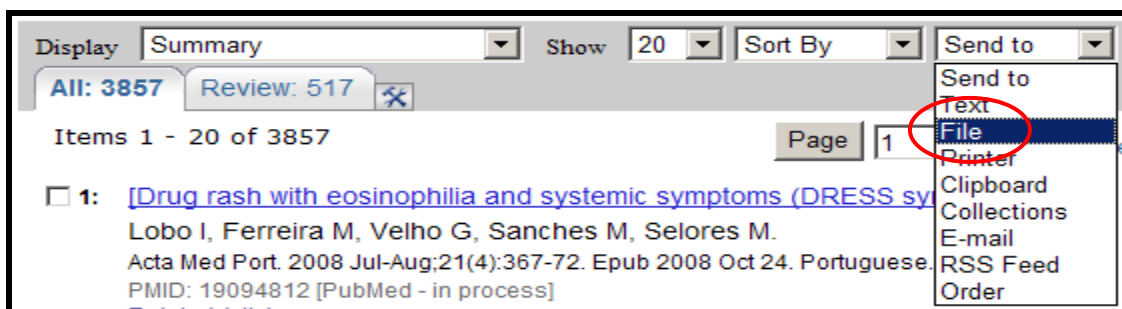 Display Summary Show 20 Sort By Send to
All: 3857 Review: 517
Send to
Text
File
Printer
Clipboard
Collections
E-mail
RSS Feed
Order
Items 1 - 20 of 3857 Page 1
1: [Drug rash with eosinophilia and systemic symptoms (DRESS
Lobo I, Ferreira M, Velho G, Sanches M, Selores M.
Acta Med Port. 2008 Jul-Aug;21(4):367-72. Epub 2008 Oct 24. Portuguese.
PMID: 19094812 [PubMed - in process]